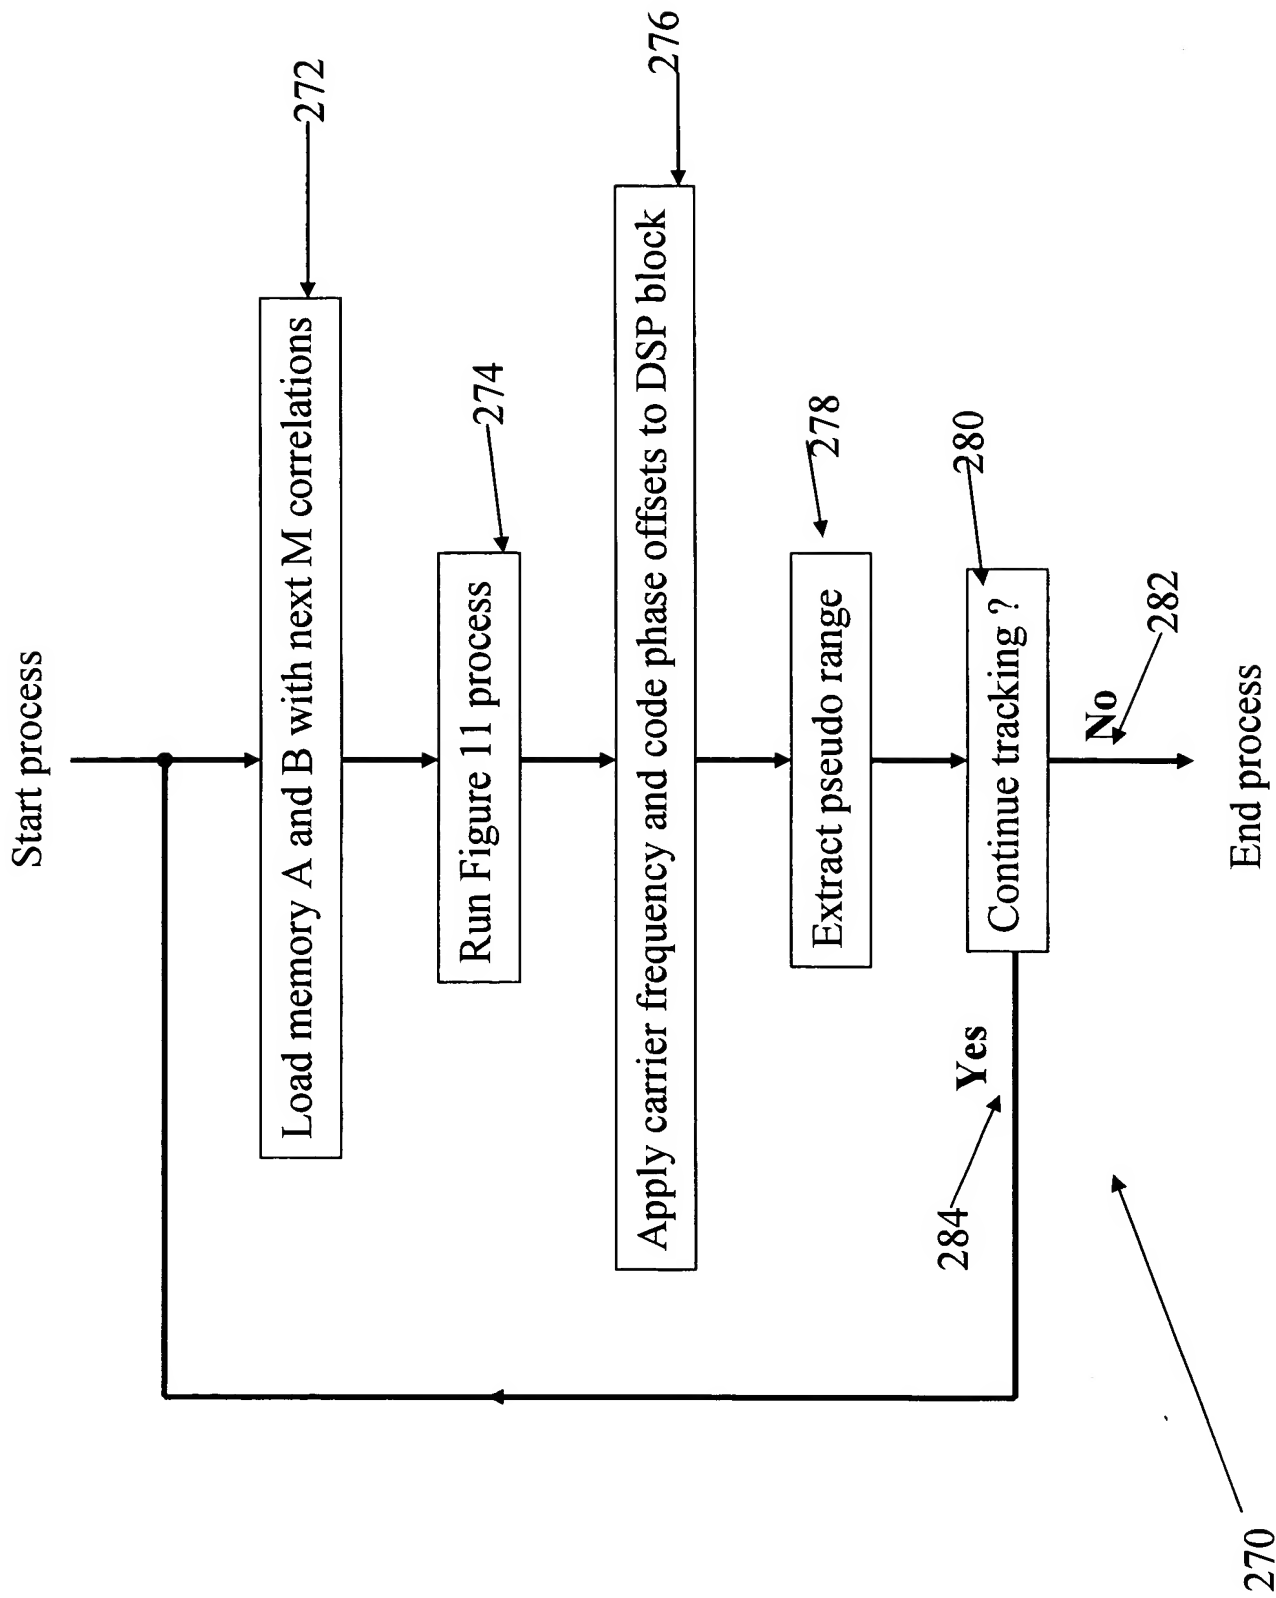 Start process
272
Load memory A and B with next M correlations
274
Run Figure 11 process
276
Apply carrier frequency and code phase offsets to DSP block
278
Extract pseudo range
280
Continue tracking ?
284
Yes
No
282
End process
270